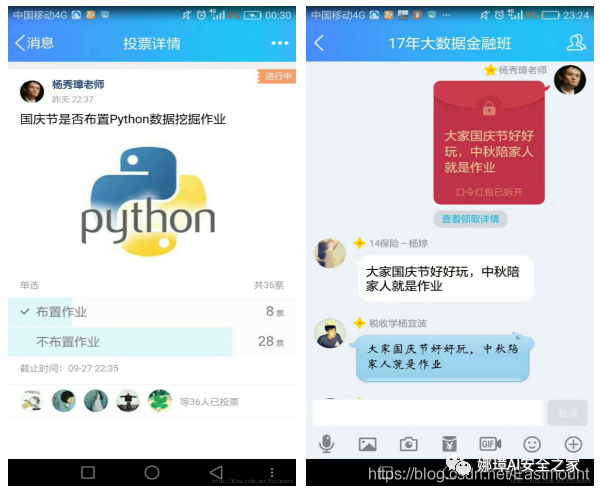 中国移动4G
00:30
消息
投票详情
进行中
杨秀璋老师
昨天 22:37
国庆节是否布置Python数据挖掘作业
python
单选
共36票
布置作业
8票
不布置作业
28票
截止时间：09-27 22:35
等36人已投票
中国移动4G
23:24
17年大数据金融班
杨秀璋老师
大家国庆节好好
玩，中秋陪家人
就是作业
口令红包已拆开
查看领取详情
14保险－杨婷
大家国庆节好好玩，中秋陪
家人就是作业
税收学杨宜波
大家国庆节好好玩，中秋陪
家人就是作业
发送
GIF
娜璋AI安全之家
https://blog.csdn.net/Eastmount